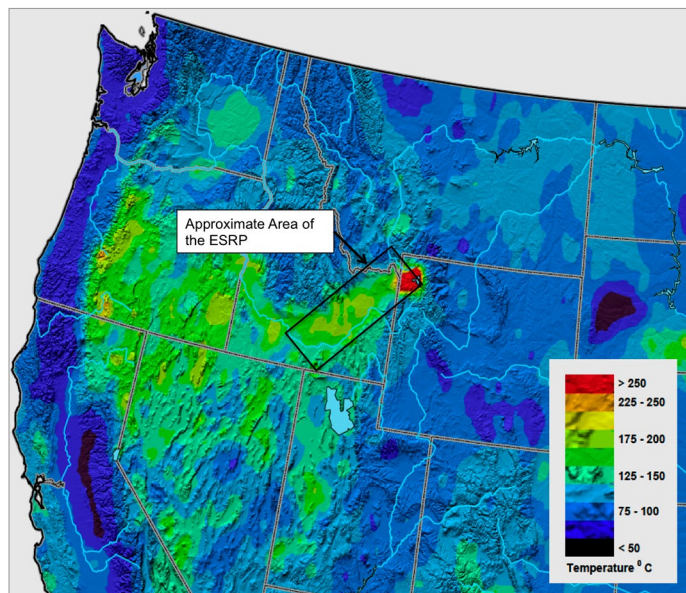 Approximate Area of
the ESRP
> 250
225 - 250
175 - 200
125 - 150
75 - 100
< 50
Temperature ⁰ C